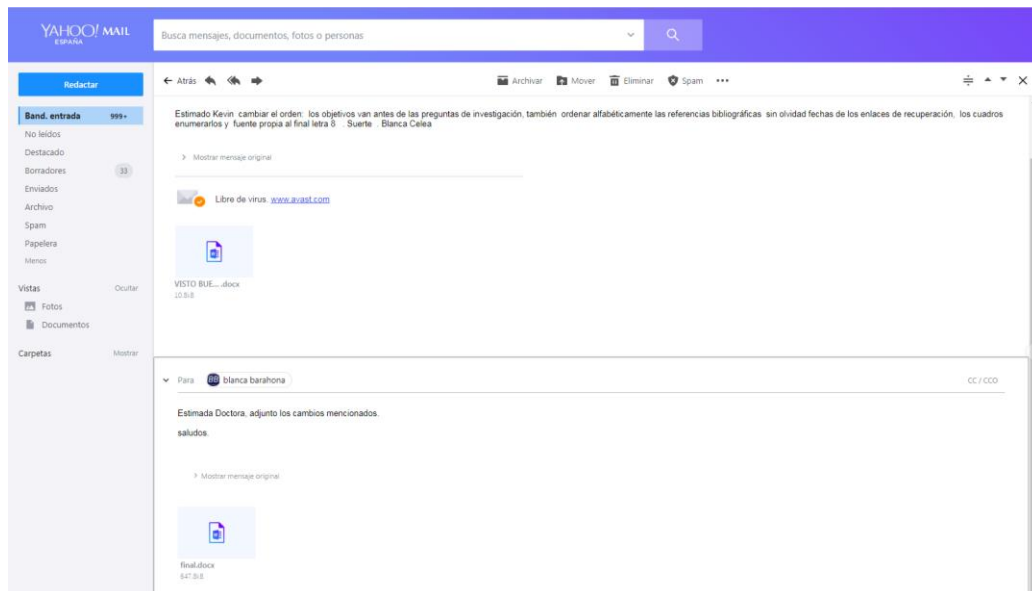 YAHOO! MAIL
ESPAÑA
Busca mensajes, documentos, fotos o personas
Redactar
Atrás
Archivar
Mover
Eliminar
Spam
Band. entrada 999+
No leídos
Destacado
Borradores 33
Enviados
Archivo
Spam
Papelera
Menos
Vistas Ocultar
Fotos
Documentos
Carpetas Mostrar
Estimado Kevin cambiar el orden: los objetivos van antes de las preguntas de investigación, también ordenar alfabéticamente las referencias bibliográficas sin olvidad fechas de los enlaces de recuperación, los cuadros
enumerarlos y fuente propia al final letra 8 . Suerte . Blanca Celea
Mostrar mensaje original
Libre de virus. www.avast.com
VISTO BUE... .docx
10.8kB
Para BB blanca barahona CC / CCO
Estimada Doctora, adjunto los cambios mencionados.
saludos.
Mostrar mensaje original
final.docx